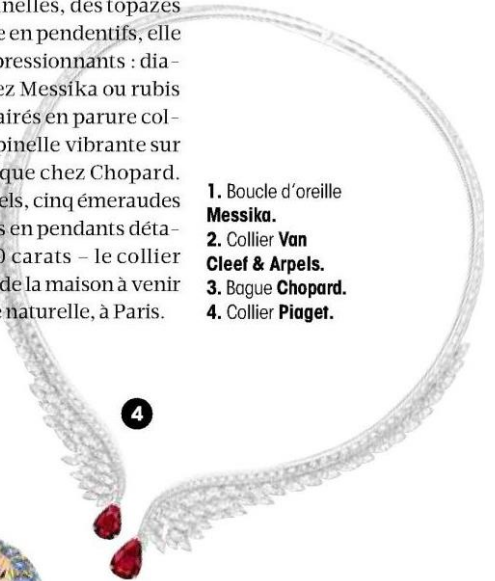 nelles, des topazes
e en pendentifs, elle
pressionnants : dia-
ez Messika ou rubis
airés en parure col-
pinelle vibrante sur
que chez Chopard.
els, cinq émeraudes
s en pendants déta-
0 carats – le collier
de la maison à venir
e naturelle, à Paris.
1. Boucle d'oreille
Messika.
2. Collier Van
Cleef & Arpels.
3. Bague Chopard.
4. Collier Piaget.
4